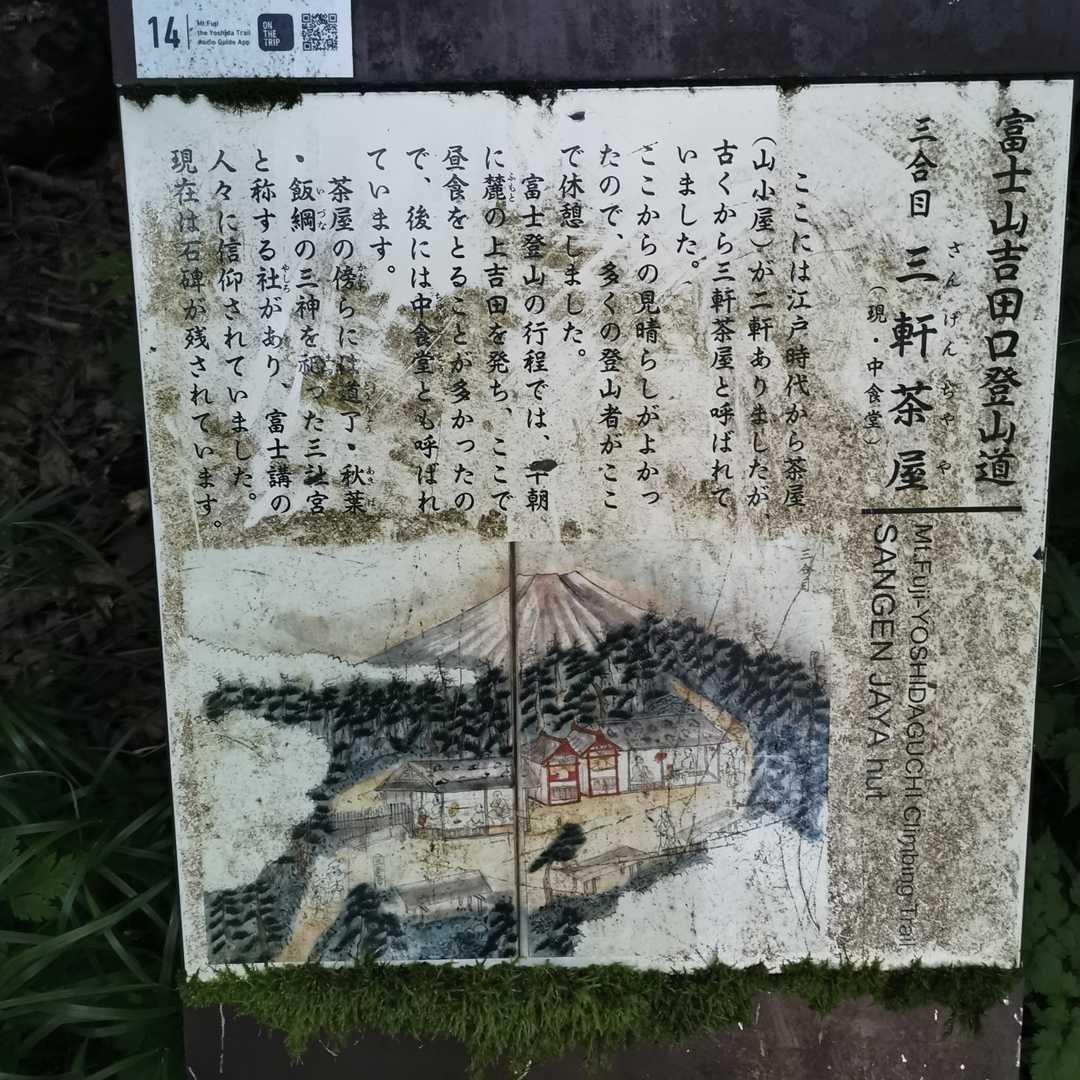 14
Mt.Fuji
the Yoshida Trail
Audio Guide App
ON
THE
TRIP
富士山吉田口登山道
さんげんぢやや
三合目 三軒茶屋
(現・中食堂)
Mt.Fuji-YOSHIDAGUCHI Climbing Trail
SANGEN JAYA hut
ここには江戸時代から茶屋
(山小屋)が二軒ありましたが、
古くから三軒茶屋と呼ばれて
いました。
ここからの見晴らしがよかっ
たので、多くの登山者がここ
で休憩しました。
富士登山の行程では、早朝
に麓の上吉田を発ち、ここで
昼食をとることが多かったの
で、後には中食堂とも呼ばれ
ています。
茶屋の傍らには道了・秋葉
・飯綱の三神を祀った三社宮
と称する社があり、富士講の
人々に信仰されていました。
現在は石碑が残されています。
三合目